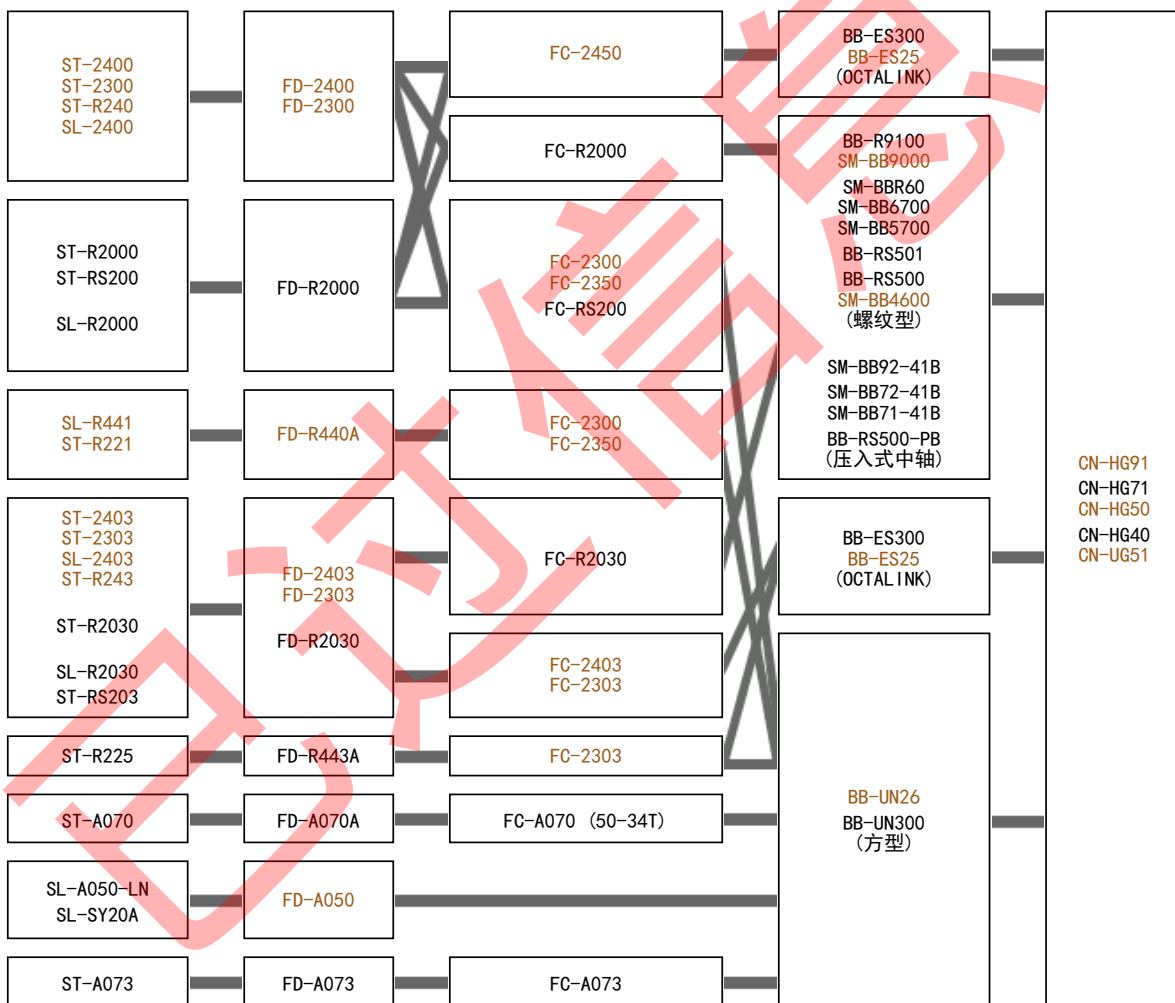 ST-2400
ST-2300
ST-R240
SL-2400
FD-2400
FD-2300
FC-2450
BB-ES300
BB-ES25
(OCTALINK)
FC-R2000
BB-R9100
SM-BB9000
SM-BBR60
SM-BB6700
SM-BB5700
BB-RS501
BB-RS500
SM-BB4600
(螺纹型)
SM-BB92-41B
SM-BB72-41B
SM-BB71-41B
BB-RS500-PB
(压入式中轴)
ST-R2000
ST-RS200
SL-R2000
FD-R2000
FC-2300
FC-2350
FC-RS200
SL-R441
ST-R221
FD-R440A
FC-2300
FC-2350
CN-HG91
CN-HG71
CN-HG50
CN-HG40
CN-UG51
ST-2403
ST-2303
SL-2403
ST-R243
ST-R2030
SL-R2030
ST-RS203
FD-2403
FD-2303
FD-R2030
FC-R2030
BB-ES300
BB-ES25
(OCTALINK)
FC-2403
FC-2303
ST-R225
FD-R443A
FC-2303
ST-A070
FD-A070A
FC-A070 (50-34T)
BB-UN26
BB-UN300
(方型)
SL-A050-LN
SL-SY20A
FD-A050
ST-A073
FD-A073
FC-A073
已过信息